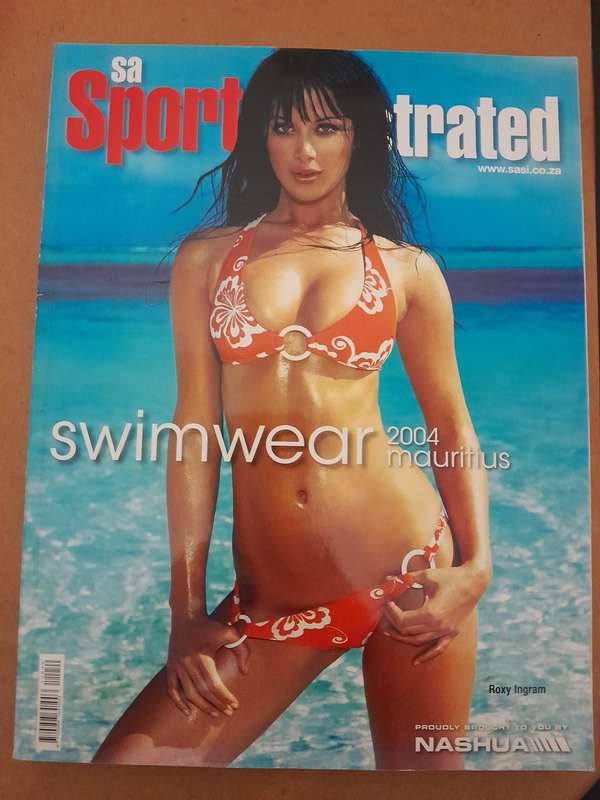 sa
Sport trated
www.sasi.co.za
swimwear 2004
mauritius
Roxy Ingram
PROUDLY BROUGHT TO YOU BY
NASHUA